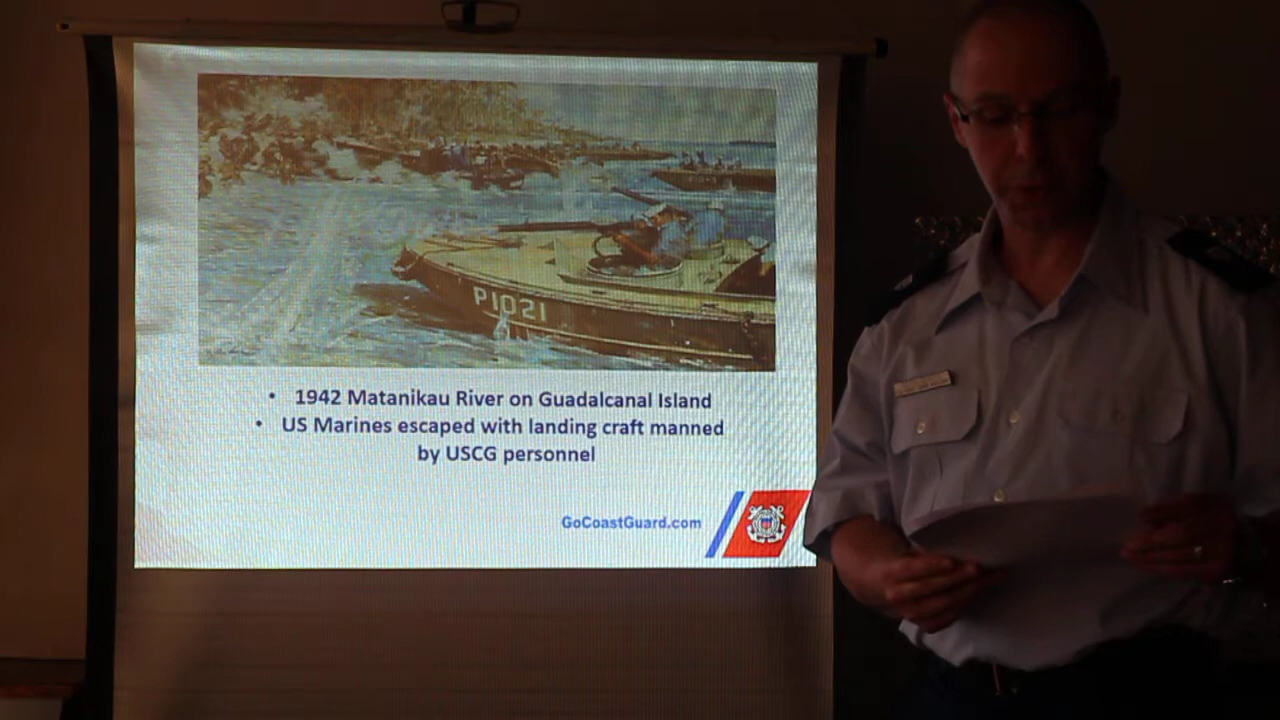 P1021
• 1942 Matanikau River on Guadalcanal Island
• US Marines escaped with landing craft manned
by USCG personnel
GoCoastGuard.com